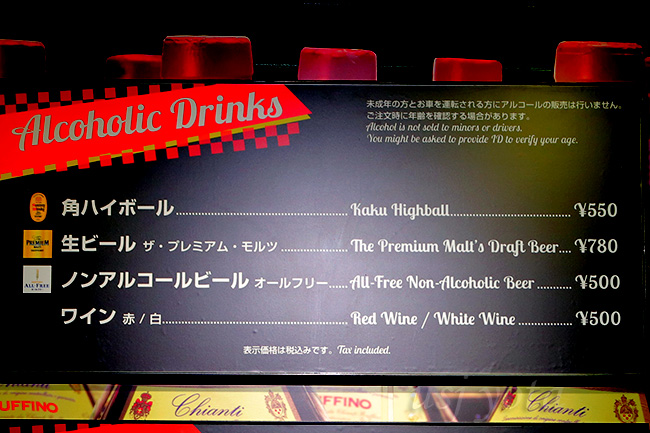 Alcoholic Drinks
未成年の方とお車を運転される方にアルコールの販売は行いません。
ご注文時に年齢を確認する場合があります。
Alcohol is not sold to minors or drivers.
You might be asked to provide ID to verify your age.
角ハイボール Kaku Highball ¥550
生ビール ザ・プレミアム・モルツ The Premium Malt's Draft Beer ¥780
PREMIUM
ノンアルコールビール オールフリー All-Free Non-Alcoholic Beer ¥500
ALL-FREE
ワイン 赤 / 白 Red Wine / White Wine ¥500
表示価格は税込みです。 Tax included.
UFFINO Chianti RUFFINO Chianti